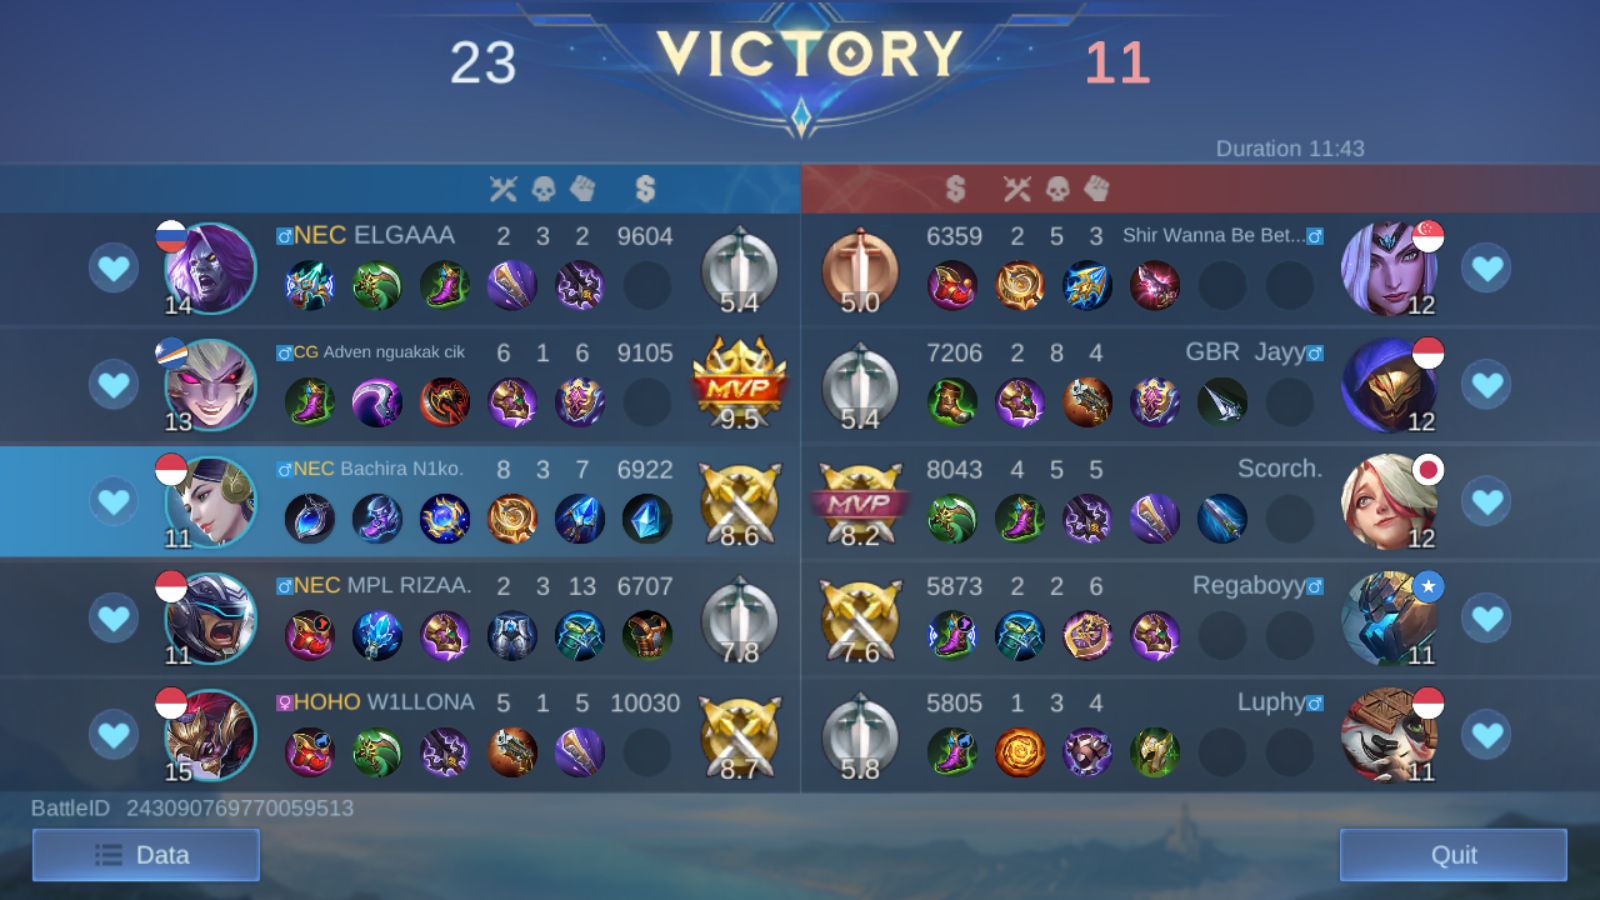 23 VICTORY 11
Duration 11:43
NEC ELGAAA 2 3 2 9604 5.4 14
5.0 6359 2 5 3 Shir Wanna Be Bet... 12
CG Adven nguakak cik 6 1 6 9105 MVP 9.5 13
5.4 7206 2 8 4 GBR Jayy 12
NEC Bachira N1ko. 8 3 7 6922 8.6 11
MVP 8.2 8043 4 5 5 Scorch. 12
NEC MPL RIZAA. 2 3 13 6707 7.8 11
7.6 5873 2 2 6 Regaboyy 11
HOHO W1LLONA 5 1 5 10030 8.7 15
5.8 5805 1 3 4 Luphy 11
BattleID 243090769770059513
Data
Quit